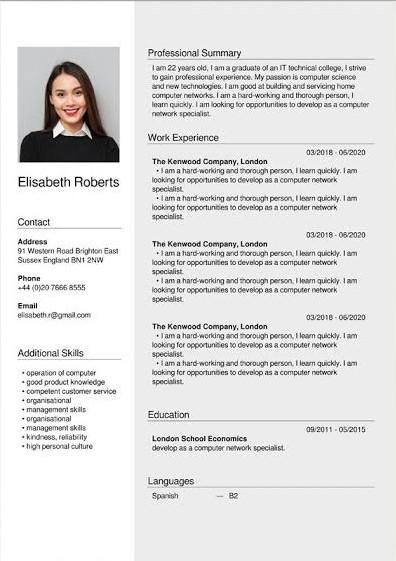 Elisabeth Roberts
Contact
Address
91 Western Road Brighton East
Sussex England BN1 2NW
Phone
+44 (0)20 7666 8555
Email
elisabeth.r@gmail.com
Additional Skills
• operation of computer
• good product knowledge
• competent customer service
• organisational
• management skills
• organisational
• management skills
• kindness, reliability
• high personal culture
Professional Summary
I am 22 years old, I am a graduate of an IT technical college, I strive
to gain professional experience. My passion is computer science
and new technologies. I am good at building and servicing home
computer networks. I am a hard-working and thorough person, I
learn quickly. I am looking for opportunities to develop as a computer
network specialist.
Work Experience
03/2018 - 06/2020
The Kenwood Company, London
• I am a hard-working and thorough person, I learn quickly. I am
looking for opportunities to develop as a computer network
specialist.
• I am a hard-working and thorough person, I learn quickly. I am
looking for opportunities to develop as a computer network
specialist.
03/2018 - 06/2020
The Kenwood Company, London
• I am a hard-working and thorough person, I learn quickly. I am
looking for opportunities to develop as a computer network
specialist.
• I am a hard-working and thorough person, I learn quickly. I am
looking for opportunities to develop as a computer network
specialist.
03/2018 - 06/2020
The Kenwood Company, London
• I am a hard-working and thorough person, I learn quickly. I am
looking for opportunities to develop as a computer network
specialist.
• I am a hard-working and thorough person, I learn quickly. I am
looking for opportunities to develop as a computer network
specialist.
Education
09/2011 - 05/2015
London School Economics
develop as a computer network specialist.
Languages
Spanish — B2